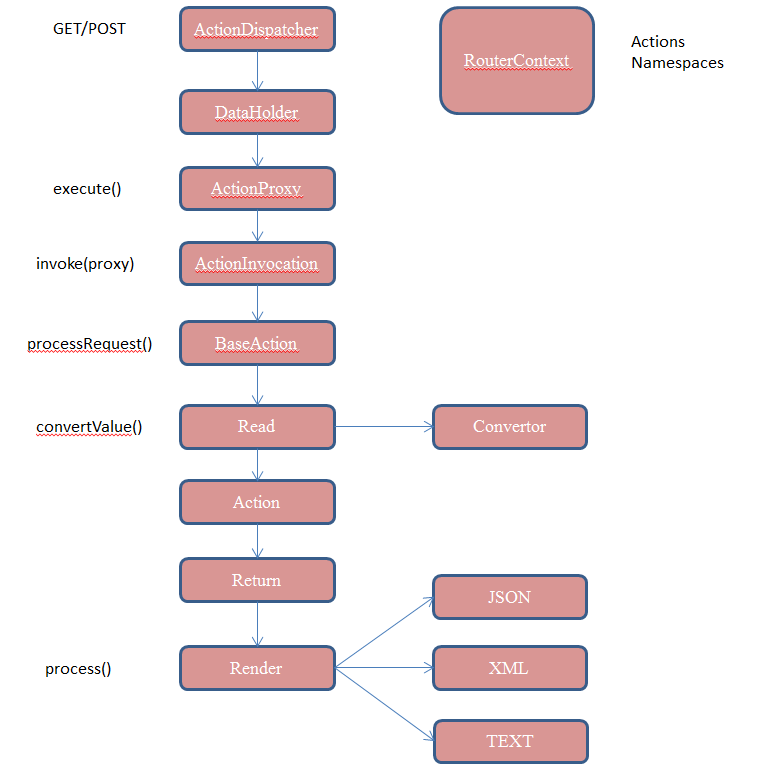 GET/POST
ActionDispatcher
RouterContext
Actions
Namespaces
DataHolder
execute()
ActionProxy
invoke(proxy)
ActionInvocation
processRequest()
BaseAction
convertValue()
Read
Convertor
Action
Return
JSON
process()
Render
XML
TEXT